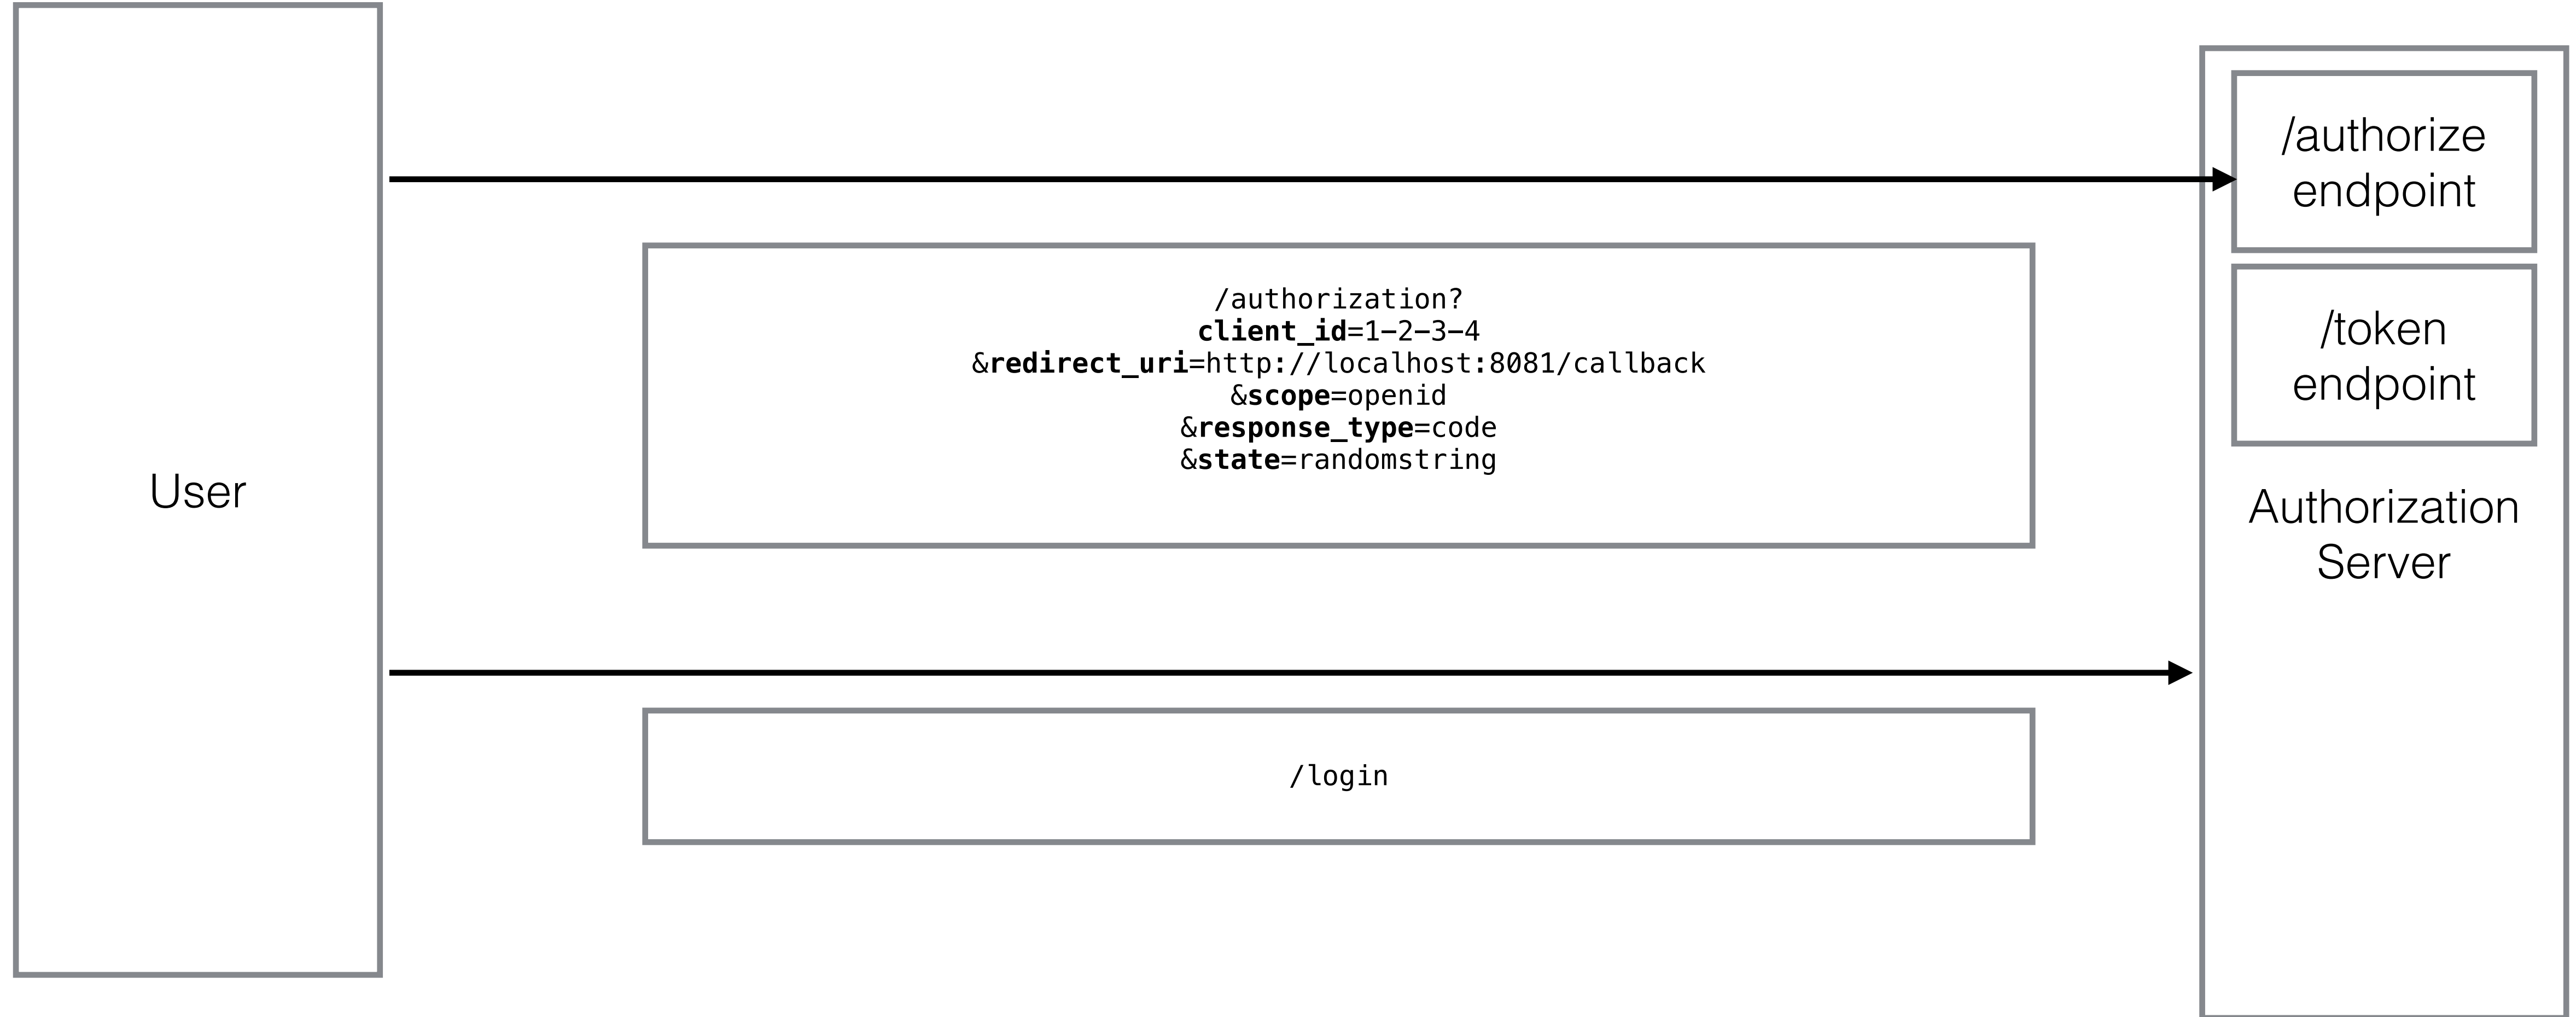 User
/authorization?
client_id=1-2-3-4
&redirect_uri=http://localhost:8081/callback
&scope=openid
&response_type=code
&state=randomstring
/login
/authorize
endpoint
/token
endpoint
Authorization
Server